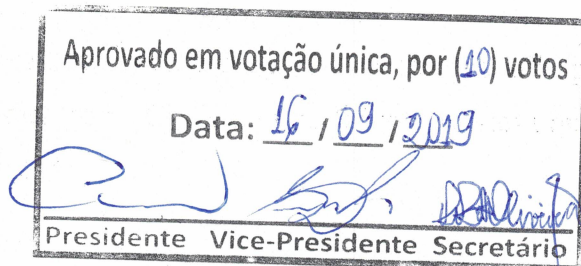 Aprovado em votação única, por (10) votos
Data: 16 / 09 / 2019
Presidente Vice-Presidente Secretário